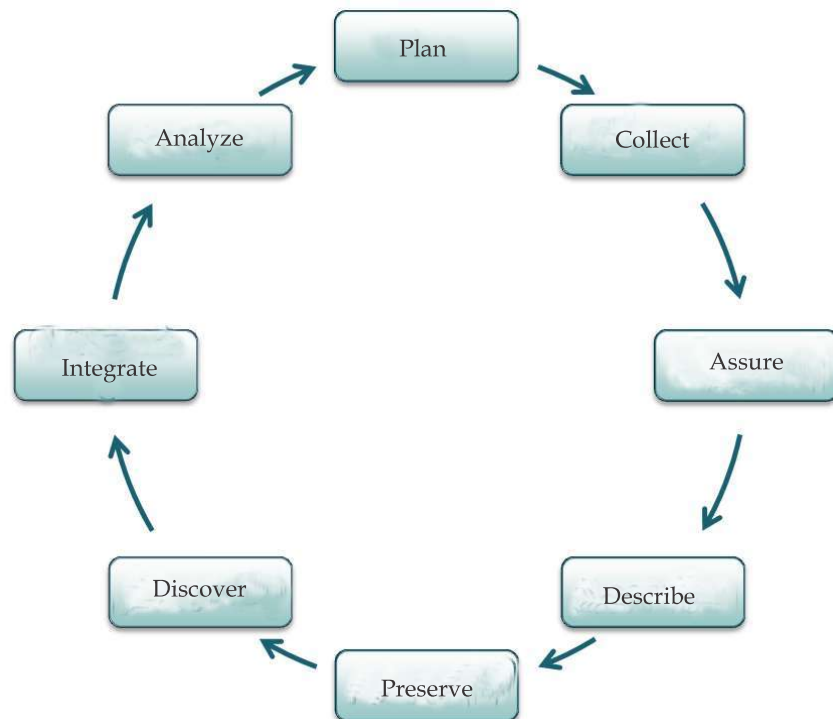 Plan
Collect
Assure
Describe
Preserve
Discover
Integrate
Analyze